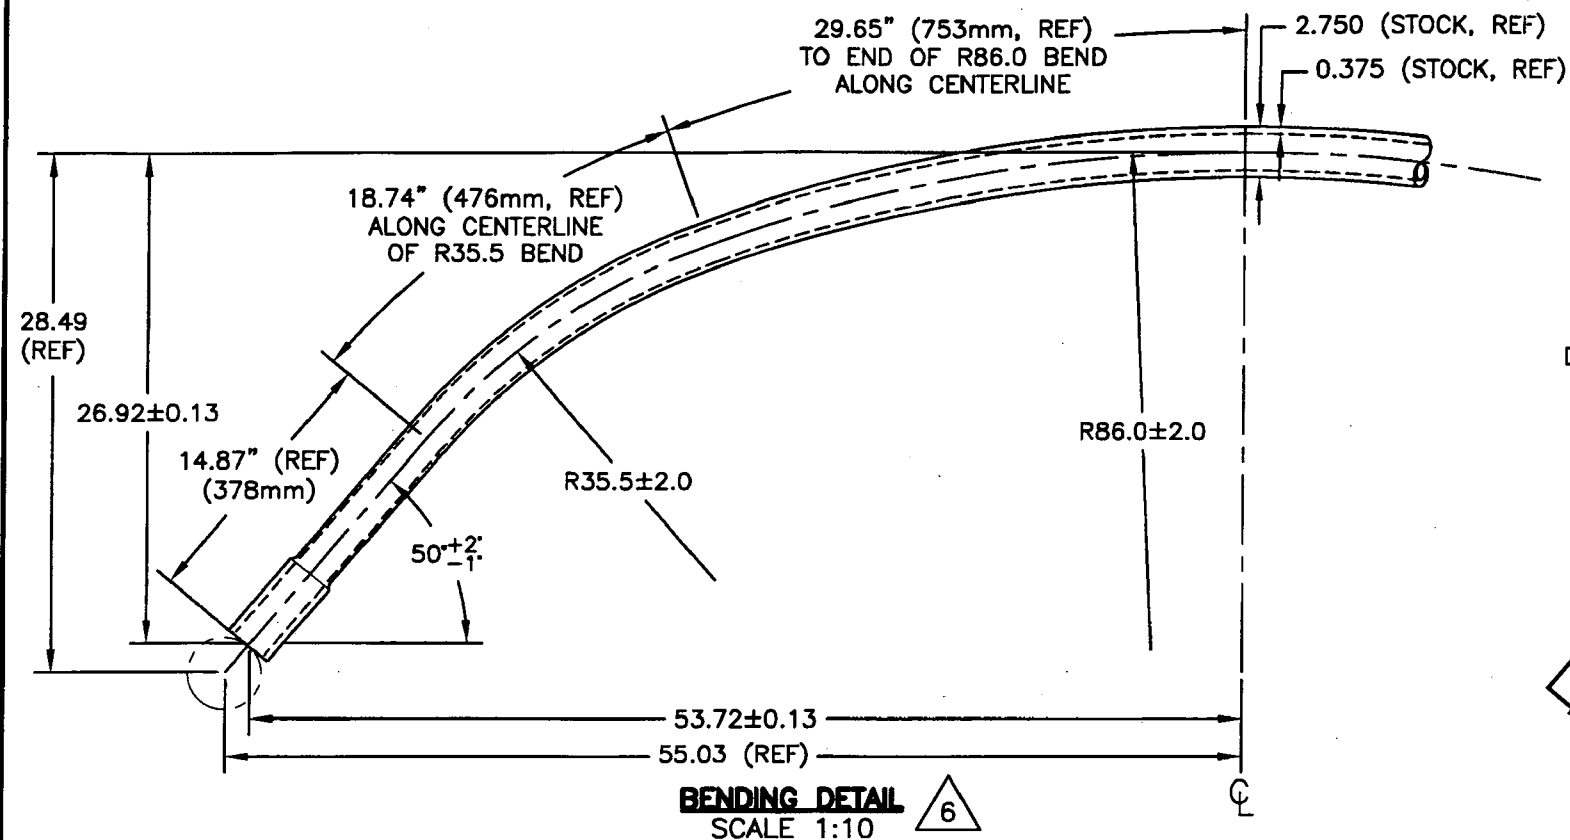 29.65" (753mm, REF)
TO END OF R86.0 BEND
ALONG CENTERLINE
2.750 (STOCK, REF)
0.375 (STOCK, REF)
18.74" (476mm, REF)
ALONG CENTERLINE
OF R35.5 BEND
28.49
(REF)
26.92±0.13
14.87" (REF)
(378mm)
R86.0±2.0
R35.5±2.0
50° +2°
-1°
53.72±0.13
55.03 (REF)
BENDING DETAIL
6
SCALE 1:10
℄